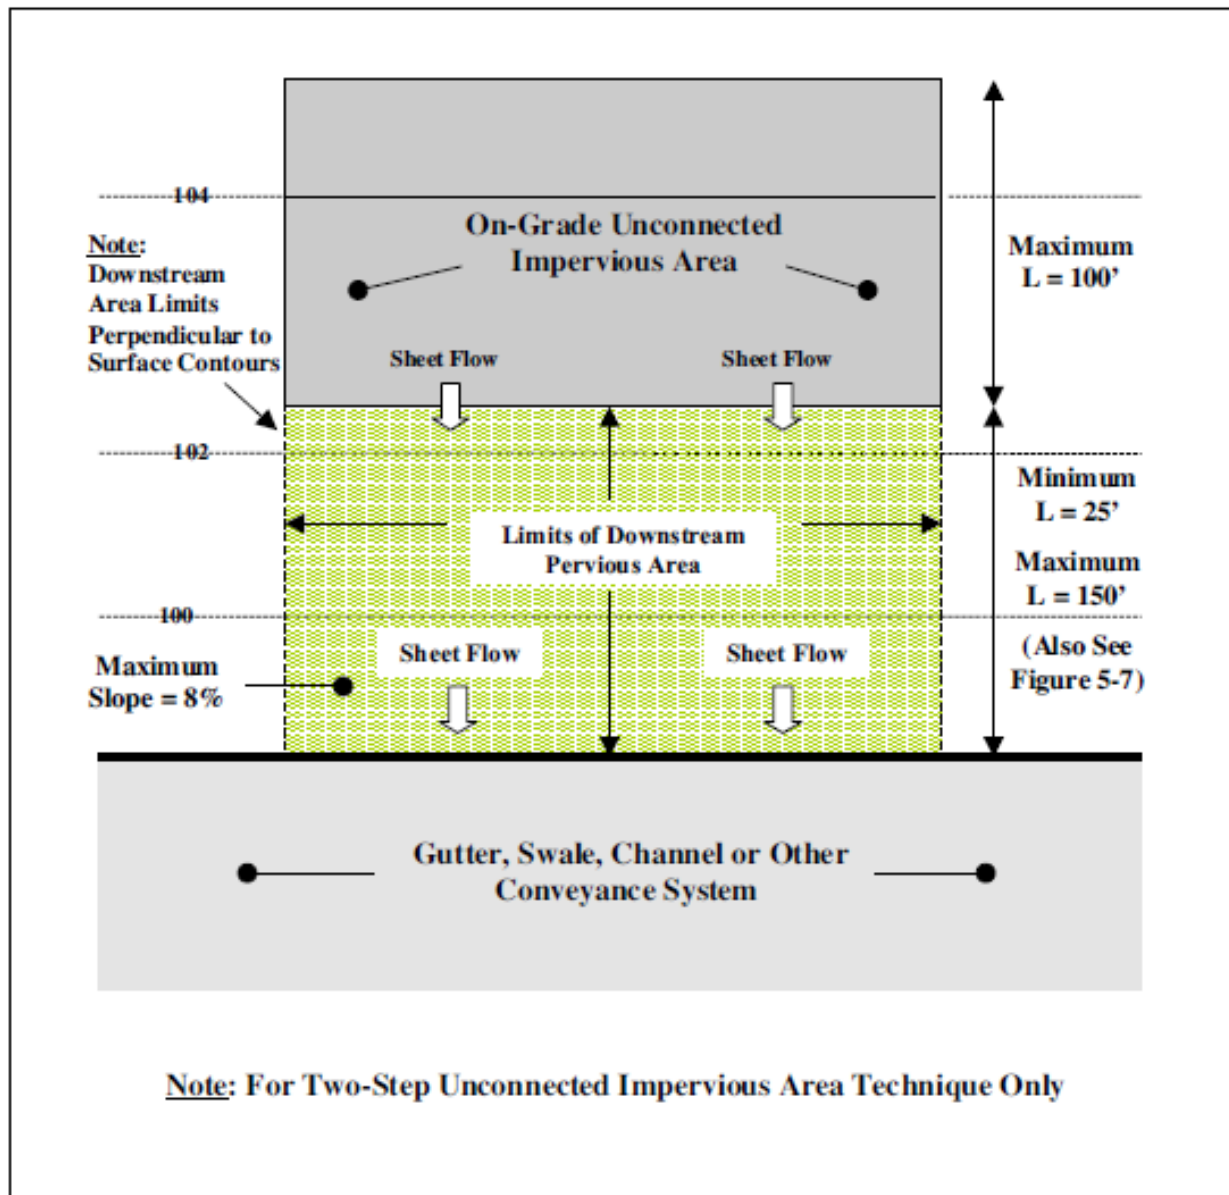 104
On-Grade Unconnected
Impervious Area
Note:
Downstream
Area Limits
Perpendicular to
Surface Contours
Maximum
L = 100’
Sheet Flow
Sheet Flow
102
Minimum
L = 25’
Limits of Downstream
Pervious Area
Maximum
L = 150’
100
(Also See
Figure 5-7)
Sheet Flow
Sheet Flow
Maximum
Slope = 8%
Gutter, Swale, Channel or Other
Conveyance System
Note: For Two-Step Unconnected Impervious Area Technique Only